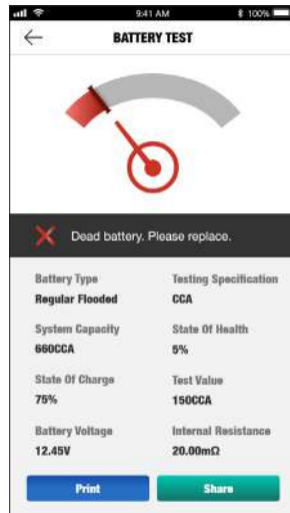 9:41 AM
100%
BATTERY TEST
Dead battery. Please replace.
Battery Type
Testing Specification
Regular Flooded
CCA
System Capacity
State Of Health
660CCA
5%
State Of Charge
Test Value
75%
150CCA
Battery Voltage
Internal Resistance
12.45V
20.00mΩ
Print
Share